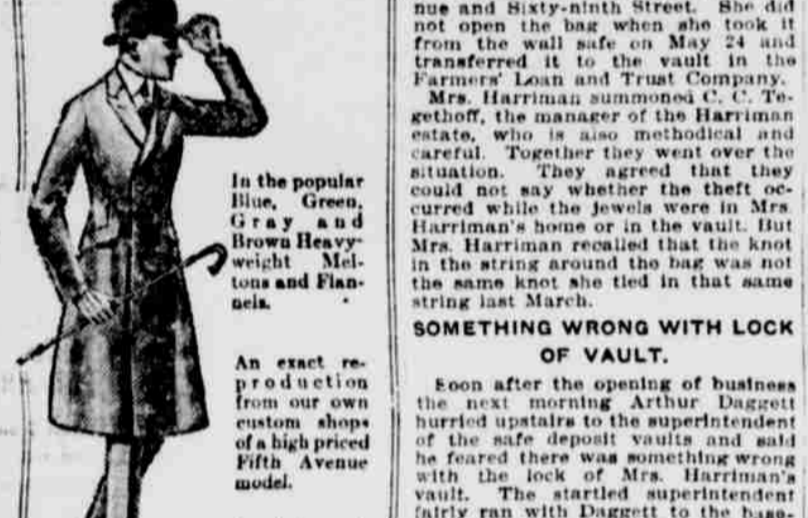 In the popular
Blue, Green,
Gray and
Brown Heavy-
weight Mel-
tons and Flan-
nels.
An exact re-
production
from our own
custom shops
of a high priced
Fifth Avenue
model.
nue and Sixty-ninth Street. She did
not open the bag when she took it
from the wall safe on May 24 and
transferred it to the vault in the
Farmers' Loan and Trust Company.
Mrs. Harriman summoned C. C. Te-
gethoff, the manager of the Harriman
estate, who is also methodical and
careful. Together they went over the
situation. They agreed that they
could not say whether the theft oc-
curred while the jewels were in Mrs.
Harriman's home or in the vault. But
Mrs. Harriman recalled that the knot
in the string around the bag was not
the same knot she tied in that same
string last March.
SOMETHING WRONG WITH LOCK
OF VAULT.
Soon after the opening of business
the next morning Arthur Daggett
hurried upstairs to the superintendent
of the safe deposit vaults and said
he feared there was something wrong
with the lock of Mrs. Harriman's
vault. The startled superintendent
fairly ran with Daggett to the base-